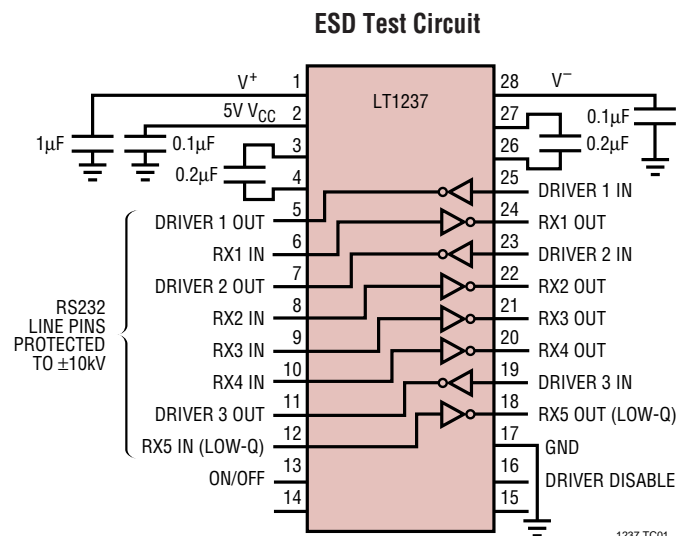 ESD Test Circuit
LT1237
V+ 1
5V VCC 2
1µF
0.1µF
3
0.2µF
4
5
DRIVER 1 OUT
6
RX1 IN
7
DRIVER 2 OUT
8
RX2 IN
9
RX3 IN
10
RX4 IN
11
DRIVER 3 OUT
12
RX5 IN (LOW-Q)
13
ON/OFF
14
RS232
LINE PINS
PROTECTED
TO ±10kV
28 V−
27
0.1µF
26
0.2µF
25
DRIVER 1 IN
24
RX1 OUT
23
DRIVER 2 IN
22
RX2 OUT
21
RX3 OUT
20
RX4 OUT
19
DRIVER 3 IN
18
RX5 OUT (LOW-Q)
17
GND
16
DRIVER DISABLE
15
1237 TC01